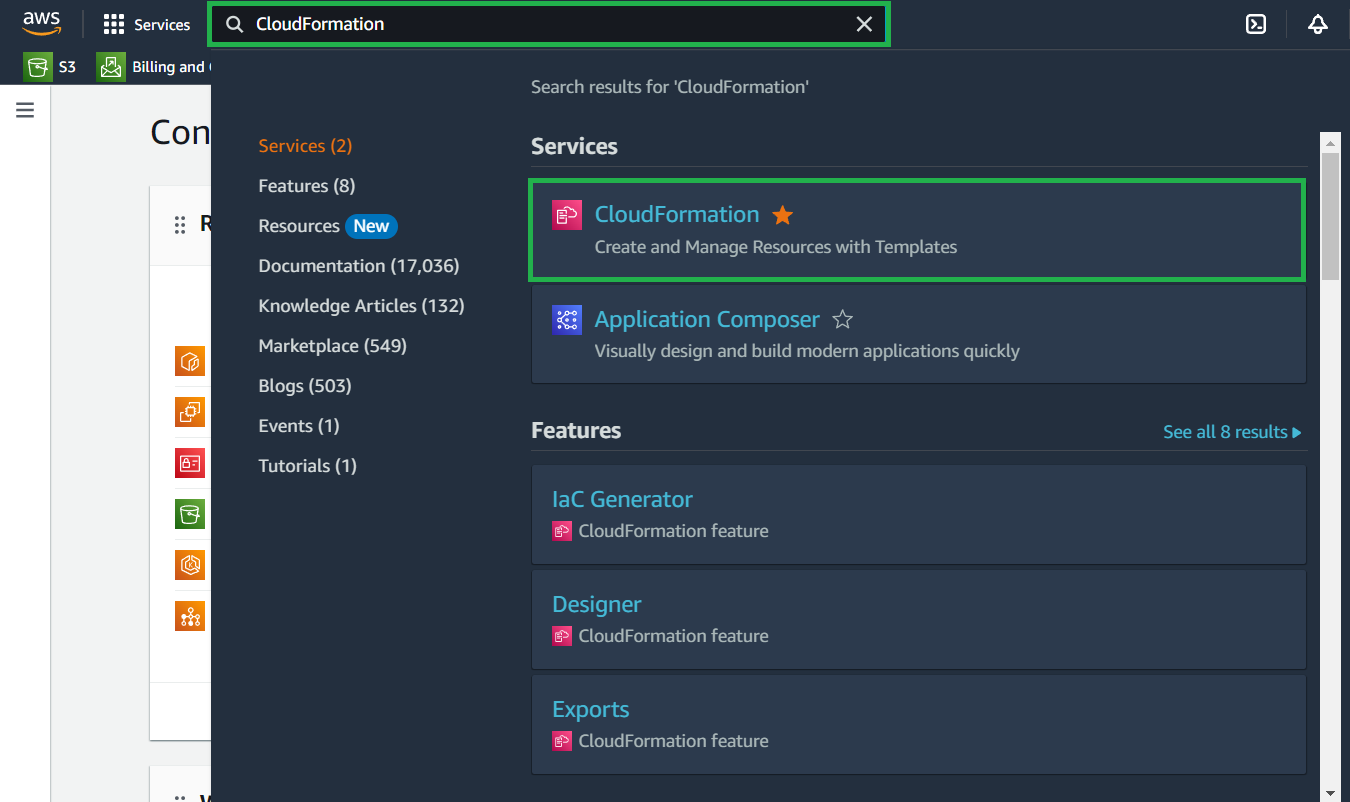 aws
Services
CloudFormation
S3
Billing and
Search results for 'CloudFormation'
Con
Services (2)
Features (8)
Resources New
Documentation (17,036)
Knowledge Articles (132)
Marketplace (549)
Blogs (503)
Events (1)
Tutorials (1)
Services
CloudFormation
Create and Manage Resources with Templates
Application Composer
Visually design and build modern applications quickly
Features
See all 8 results
IaC Generator
CloudFormation feature
Designer
CloudFormation feature
Exports
CloudFormation feature